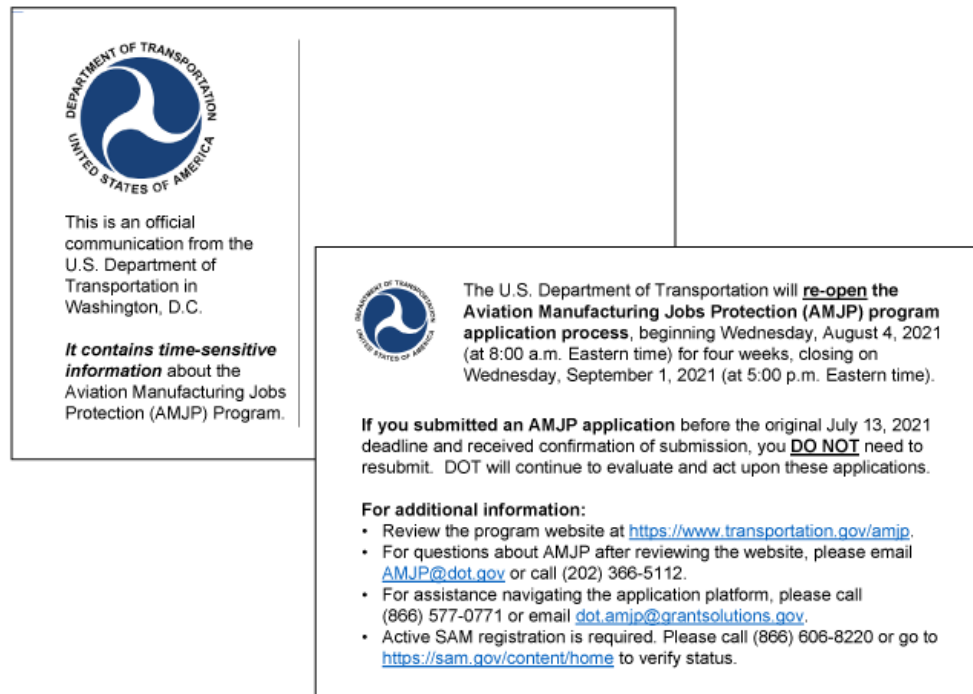 DEPARTMENT OF TRANSPORTATION
UNITED STATES OF AMERICA
This is an official
communication from the
U.S. Department of
Transportation in
Washington, D.C.
It contains time-sensitive
information about the
Aviation Manufacturing Jobs
Protection (AMJP) Program.
DEPARTMENT OF TRANSPORTATION
UNITED STATES OF AMERICA
The U.S. Department of Transportation will re-open the
Aviation Manufacturing Jobs Protection (AMJP) program
application process, beginning Wednesday, August 4, 2021
(at 8:00 a.m. Eastern time) for four weeks, closing on
Wednesday, September 1, 2021 (at 5:00 p.m. Eastern time).
If you submitted an AMJP application before the original July 13, 2021
deadline and received confirmation of submission, you DO NOT need to
resubmit.  DOT will continue to evaluate and act upon these applications.
For additional information:
• Review the program website at https://www.transportation.gov/amjp.
• For questions about AMJP after reviewing the website, please email
AMJP@dot.gov or call (202) 366-5112.
• For assistance navigating the application platform, please call
(866) 577-0771 or email dot.amjp@grantsolutions.gov.
• Active SAM registration is required. Please call (866) 606-8220 or go to
https://sam.gov/content/home to verify status.